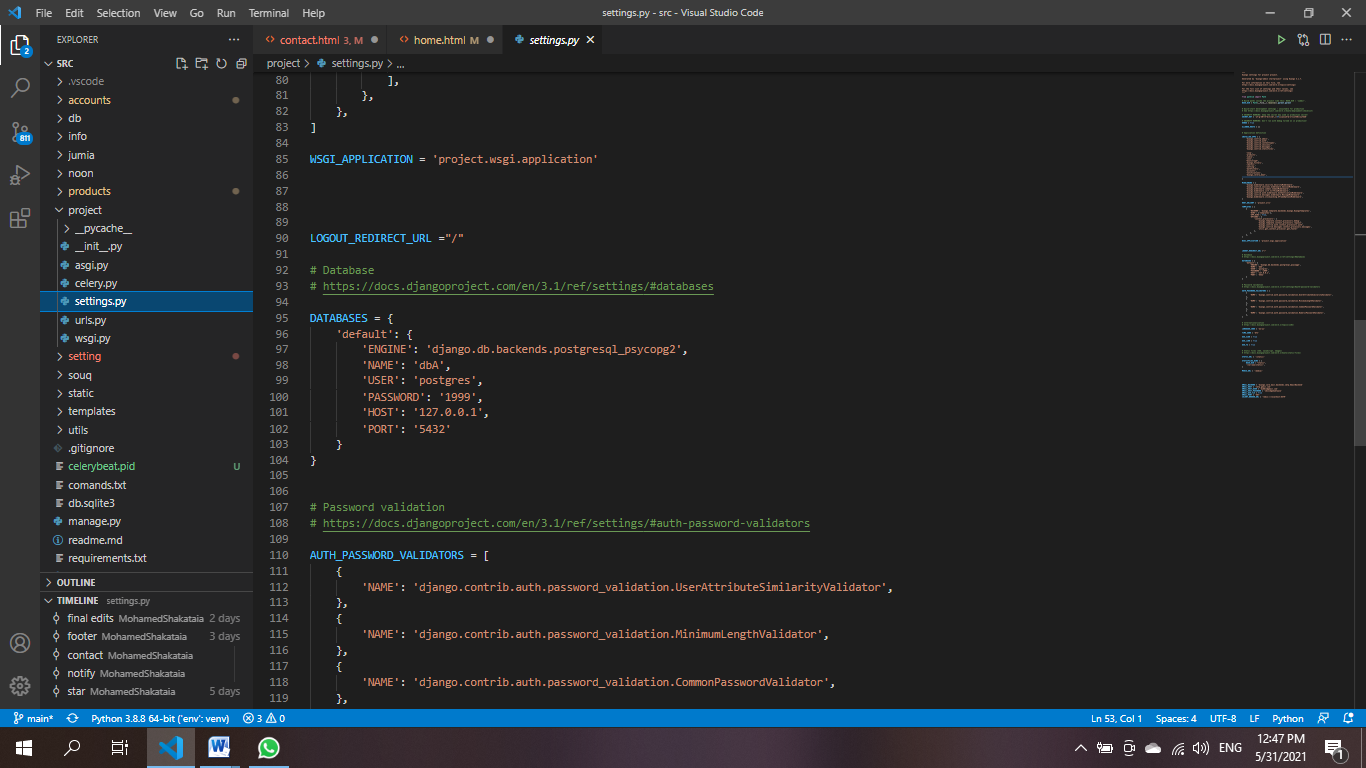 File Edit Selection View Go Run Terminal Help
settings.py - src - Visual Studio Code
EXPLORER
SRC
.vscode
accounts
db
info
jumia
noon
products
project
__pycache__
__init__.py
asgi.py
celery.py
settings.py
urls.py
wsgi.py
setting
souq
static
templates
utils
.gitignore
celerybeat.pid U
comands.txt
db.sqlite3
manage.py
readme.md
requirements.txt
OUTLINE
TIMELINE settings.py
final edits MohamedShakataia 2 days
footer MohamedShakataia 3 days
contact MohamedShakataia
notify MohamedShakataia
star MohamedShakataia 5 days
2
811
contact.html 3, M
home.html M
settings.py
project > settings.py > ...
80 ],
81 },
82 },
83 ]
84
85 WSGI_APPLICATION = 'project.wsgi.application'
86
87
88
89
90 LOGOUT_REDIRECT_URL ="/"
91
92 # Database
93 # https://docs.djangoproject.com/en/3.1/ref/settings/#databases
94
95 DATABASES = {
96 'default': {
97 'ENGINE': 'django.db.backends.postgresql_psycopg2',
98 'NAME': 'dbA',
99 'USER': 'postgres',
100 'PASSWORD': '1999',
101 'HOST': '127.0.0.1',
102 'PORT': '5432'
103 }
104 }
105
106
107 # Password validation
108 # https://docs.djangoproject.com/en/3.1/ref/settings/#auth-password-validators
109
110 AUTH_PASSWORD_VALIDATORS = [
111 {
112 'NAME': 'django.contrib.auth.password_validation.UserAttributeSimilarityValidator',
113 },
114 {
115 'NAME': 'django.contrib.auth.password_validation.MinimumLengthValidator',
116 },
117 {
118 'NAME': 'django.contrib.auth.password_validation.CommonPasswordValidator',
119 },
main* Python 3.8.8 64-bit ('env': venv) 3 0
Ln 53, Col 1 Spaces: 4 UTF-8 LF Python
ENG
12:47 PM
5/31/2021
1